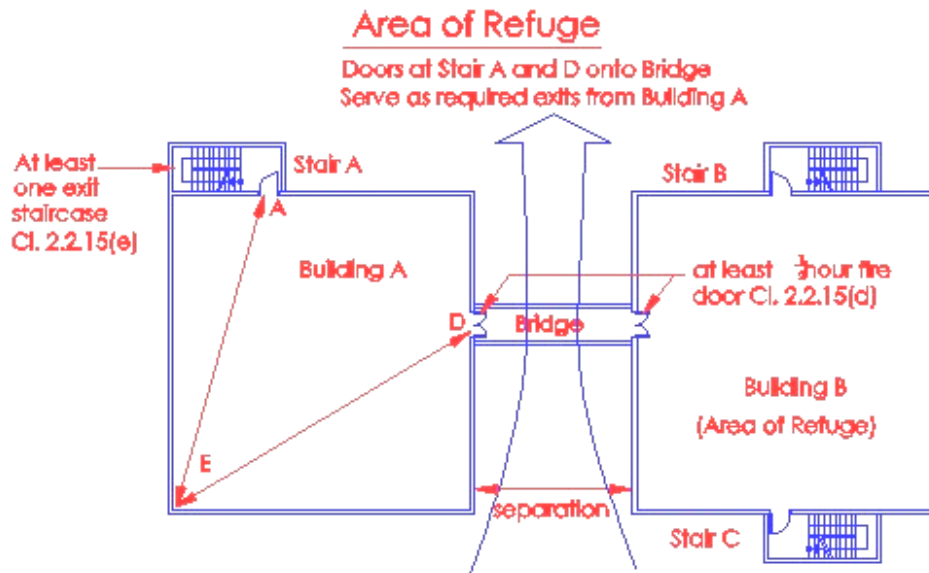 Area of Refuge
Doors at Stair A and D onto Bridge
Serve as required exits from Building A
At least
one exit
staircase
Cl. 2.2.15(e)
Stair A
A
Stair B
Building A
at least ½hour fire
door Cl. 2.2.15(d)
D
Bridge
Building B
(Area of Refuge)
E
separation
Stair C